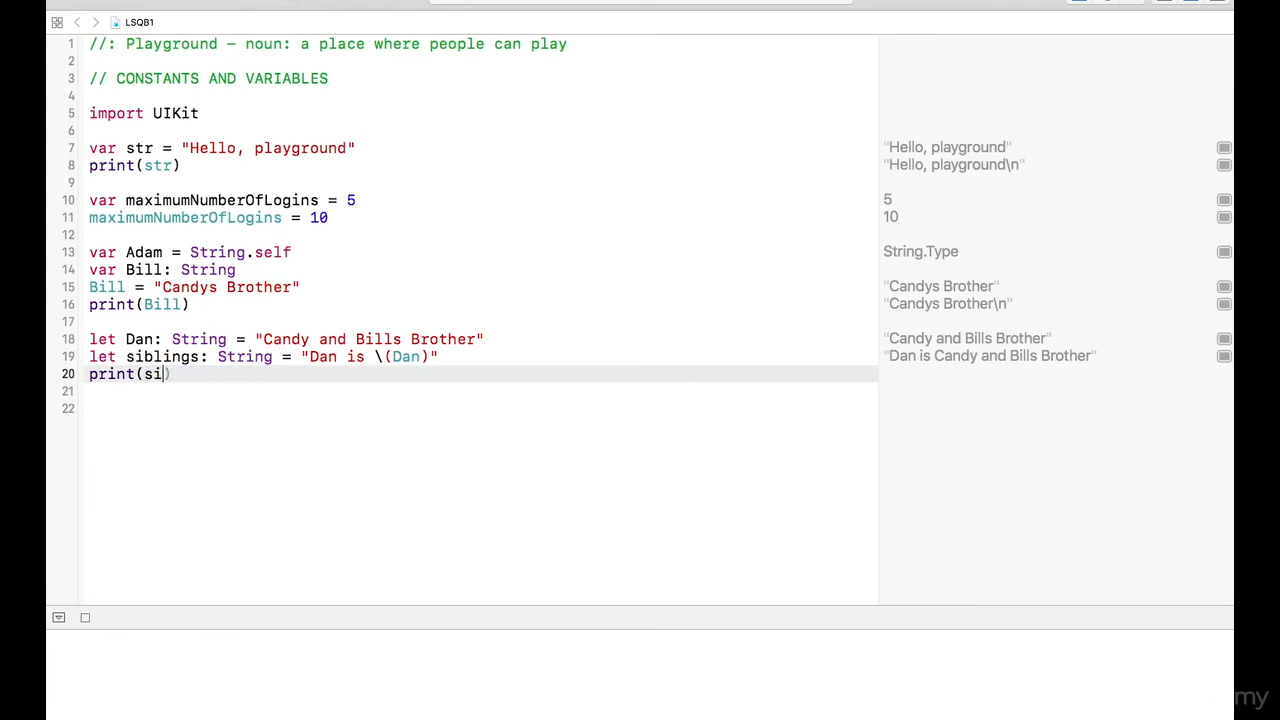 LSQB1
1 //: Playground - noun: a place where people can play
2
3 // CONSTANTS AND VARIABLES
4
5 import UIKit
6
7 var str = "Hello, playground" "Hello, playground"
8 print(str) "Hello, playground\n"
9
10 var maximumNumberOfLogins = 5 5
11 maximumNumberOfLogins = 10 10
12
13 var Adam = String.self String.Type
14 var Bill: String
15 Bill = "Candys Brother" "Candys Brother"
16 print(Bill) "Candys Brother\n"
17
18 let Dan: String = "Candy and Bills Brother" "Candy and Bills Brother"
19 let siblings: String = "Dan is \(Dan)" "Dan is Candy and Bills Brother"
20 print(si)
21
22
my